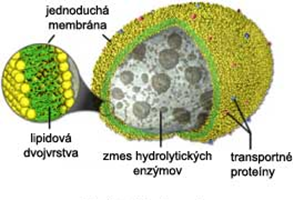 jednoduchá
membrána
lipidová
dvojvrstva
zmes hydrolytických
enzýmov
transportné
proteíny